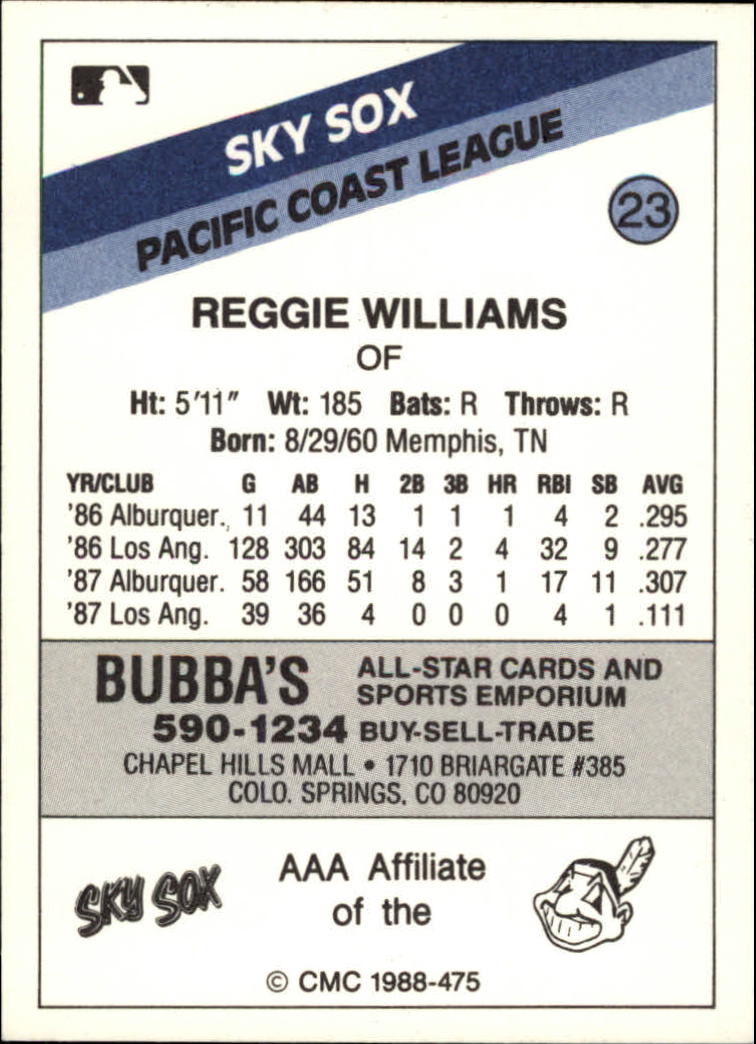 SKY SOX
PACIFIC COAST LEAGUE
23
REGGIE WILLIAMS
OF
Ht: 5'11" Wt: 185 Bats: R Throws: R
Born: 8/29/60 Memphis, TN
YR/CLUB G AB H 2B 3B HR RBI SB AVG
'86 Alburquer. 11 44 13 1 1 1 4 2 .295
'86 Los Ang. 128 303 84 14 2 4 32 9 .277
'87 Alburquer. 58 166 51 8 3 1 17 11 .307
'87 Los Ang. 39 36 4 0 0 0 4 1 .111
BUBBA'S ALL-STAR CARDS AND
SPORTS EMPORIUM
590-1234 BUY-SELL-TRADE
CHAPEL HILLS MALL • 1710 BRIARGATE #385
COLO. SPRINGS, CO 80920
SKY SOX
AAA Affiliate
of the
© CMC 1988-475